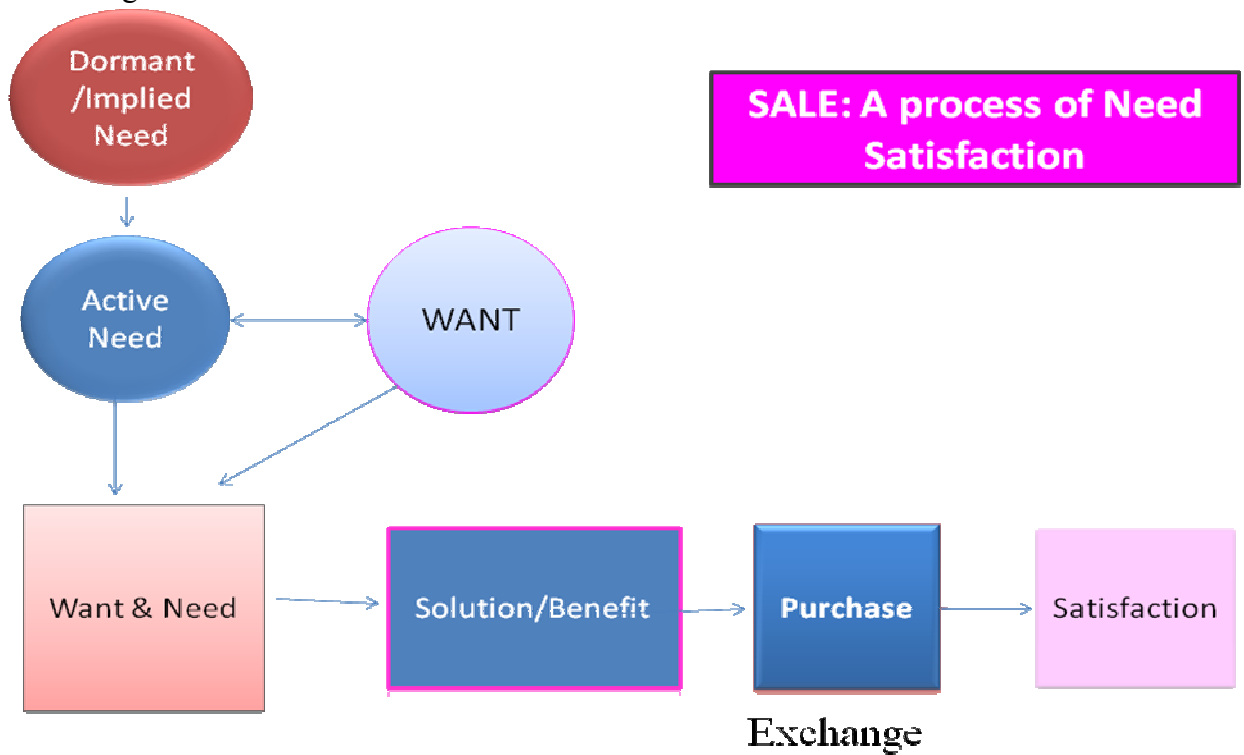 Dormant
/Implied
Need
SALE: A process of Need
Satisfaction
Active
Need
WANT
Want & Need
Solution/Benefit
Purchase
Satisfaction
Exchange